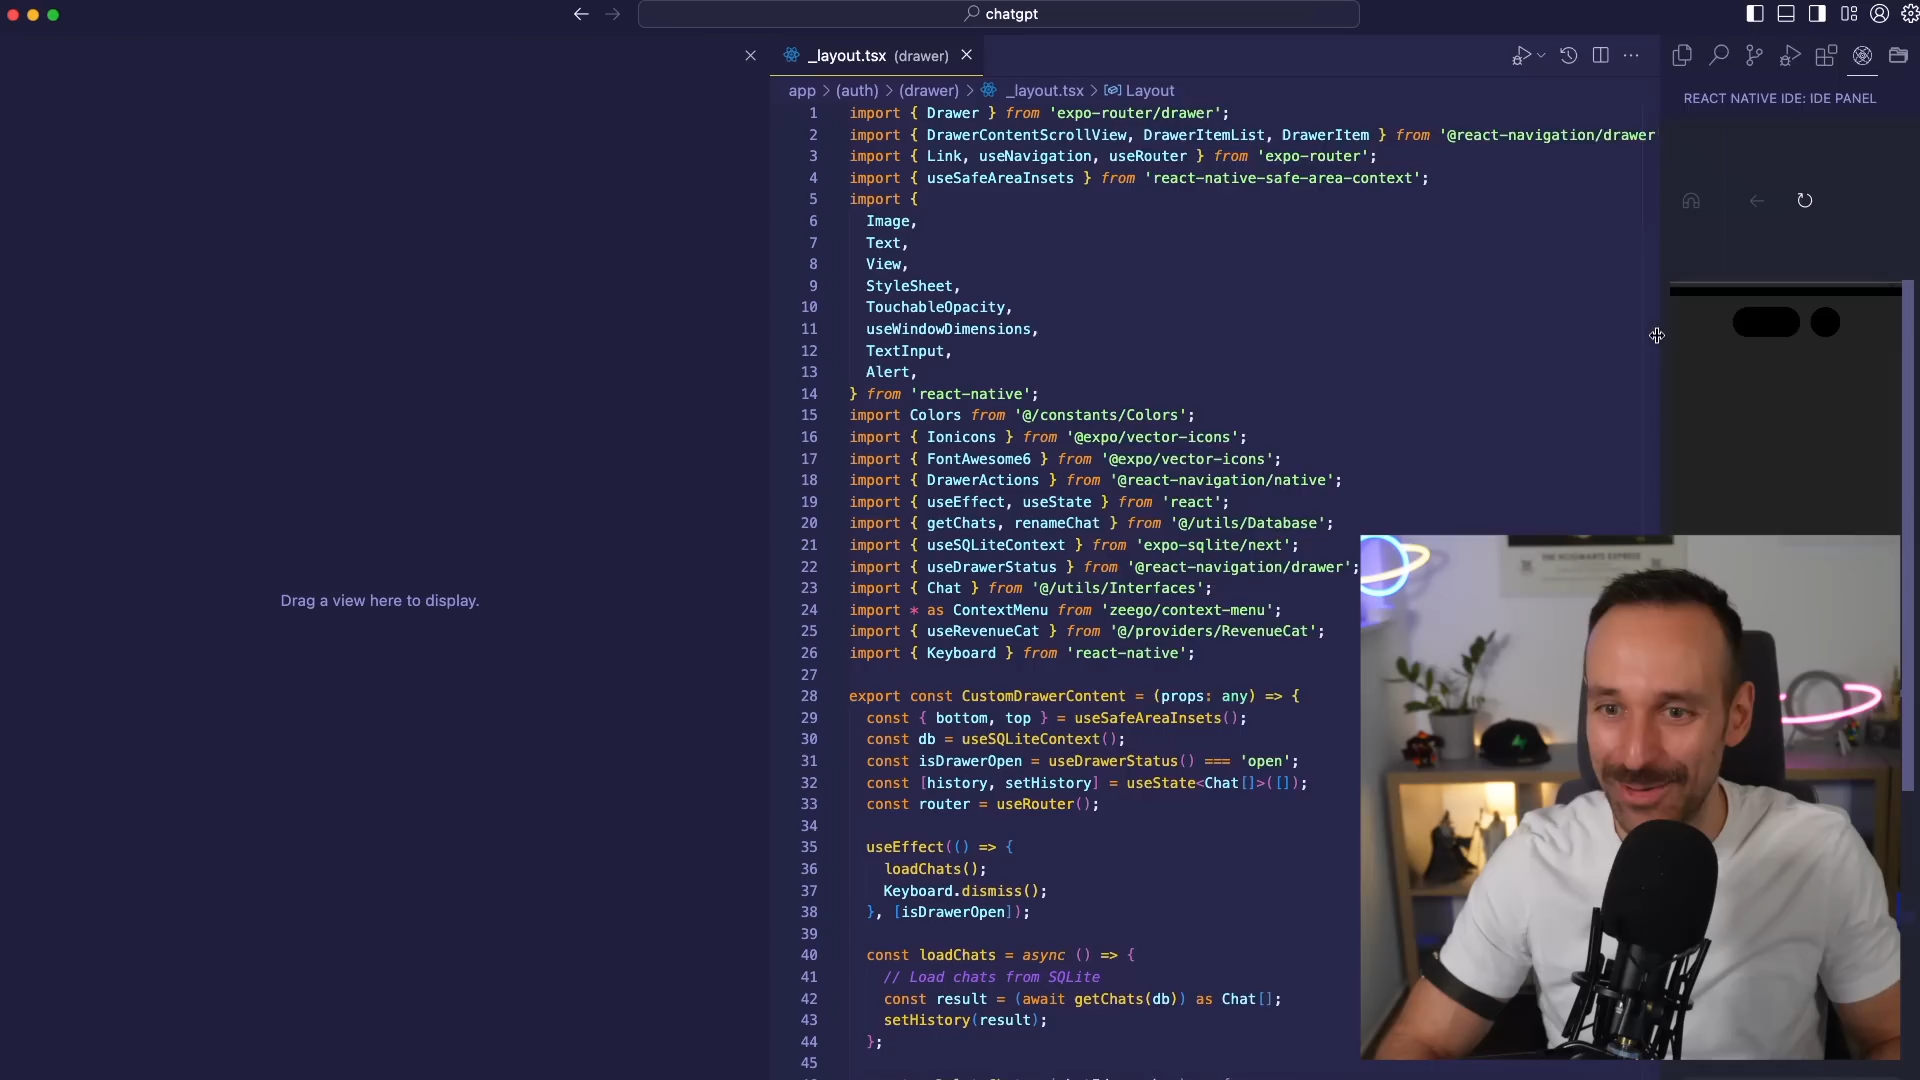 chatgpt
_layout.tsx (drawer)
app > (auth) > (drawer) > _layout.tsx > Layout
REACT NATIVE IDE: IDE PANEL
Drag a view here to display.
1 import { Drawer } from 'expo-router/drawer';
2 import { DrawerContentScrollView, DrawerItemList, DrawerItem } from '@react-navigation/drawer
3 import { Link, useNavigation, useRouter } from 'expo-router';
4 import { useSafeAreaInsets } from 'react-native-safe-area-context';
5 import {
6 Image,
7 Text,
8 View,
9 StyleSheet,
10 TouchableOpacity,
11 useWindowDimensions,
12 TextInput,
13 Alert,
14 } from 'react-native';
15 import Colors from '@/constants/Colors';
16 import { Ionicons } from '@expo/vector-icons';
17 import { FontAwesome6 } from '@expo/vector-icons';
18 import { DrawerActions } from '@react-navigation/native';
19 import { useEffect, useState } from 'react';
20 import { getChats, renameChat } from '@/utils/Database';
21 import { useSQLiteContext } from 'expo-sqlite/next';
22 import { useDrawerStatus } from '@react-navigation/drawer';
23 import { Chat } from '@/utils/Interfaces';
24 import * as ContextMenu from 'zeego/context-menu';
25 import { useRevenueCat } from '@/providers/RevenueCat';
26 import { Keyboard } from 'react-native';
27
28 export const CustomDrawerContent = (props: any) => {
29 const { bottom, top } = useSafeAreaInsets();
30 const db = useSQLiteContext();
31 const isDrawerOpen = useDrawerStatus() === 'open';
32 const [history, setHistory] = useState<Chat[]>([]);
33 const router = useRouter();
34
35 useEffect(() => {
36 loadChats();
37 Keyboard.dismiss();
38 }, [isDrawerOpen]);
39
40 const loadChats = async () => {
41 // Load chats from SQLite
42 const result = (await getChats(db)) as Chat[];
43 setHistory(result);
44 };
45
THE HOGWARTS EXPRESS